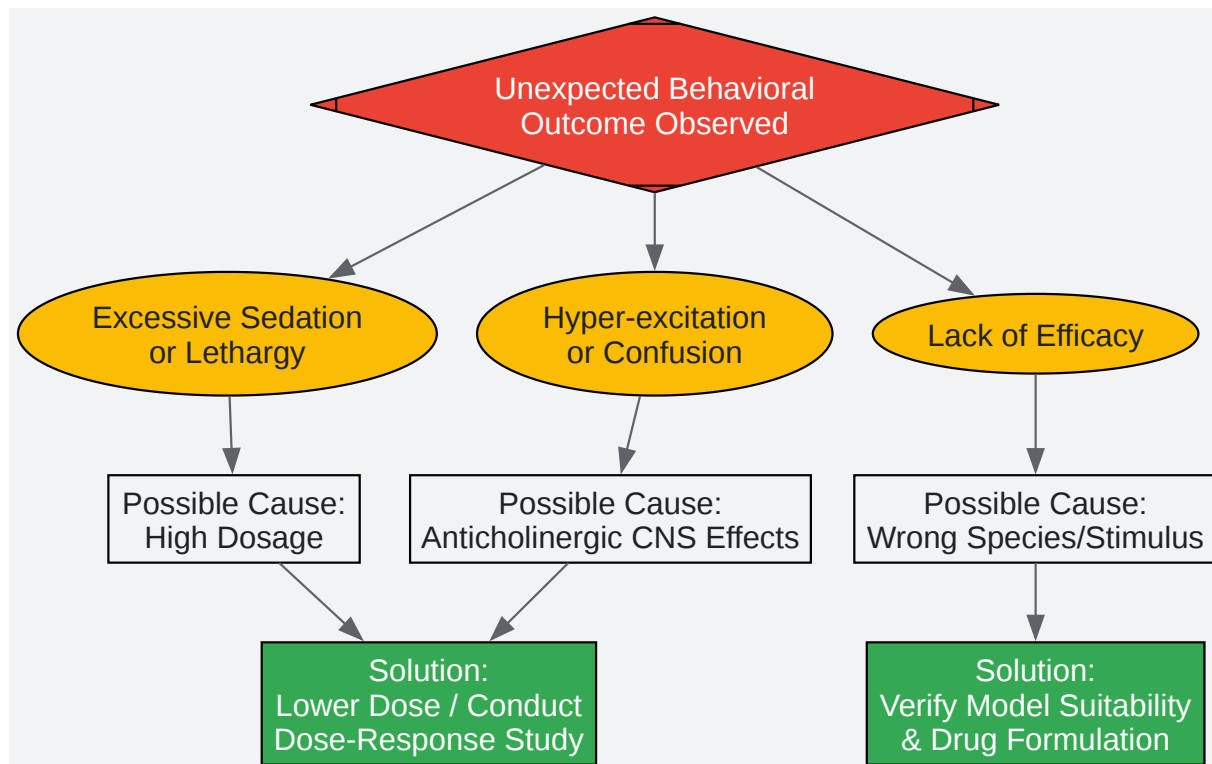 Unexpected Behavioral
Outcome Observed
Excessive Sedation
or Lethargy
Hyper-excitation
or Confusion
Lack of Efficacy
Possible Cause:
High Dosage
Possible Cause:
Anticholinergic CNS Effects
Possible Cause:
Wrong Species/Stimulus
Solution:
Lower Dose / Conduct
Dose-Response Study
Solution:
Verify Model Suitability
& Drug Formulation